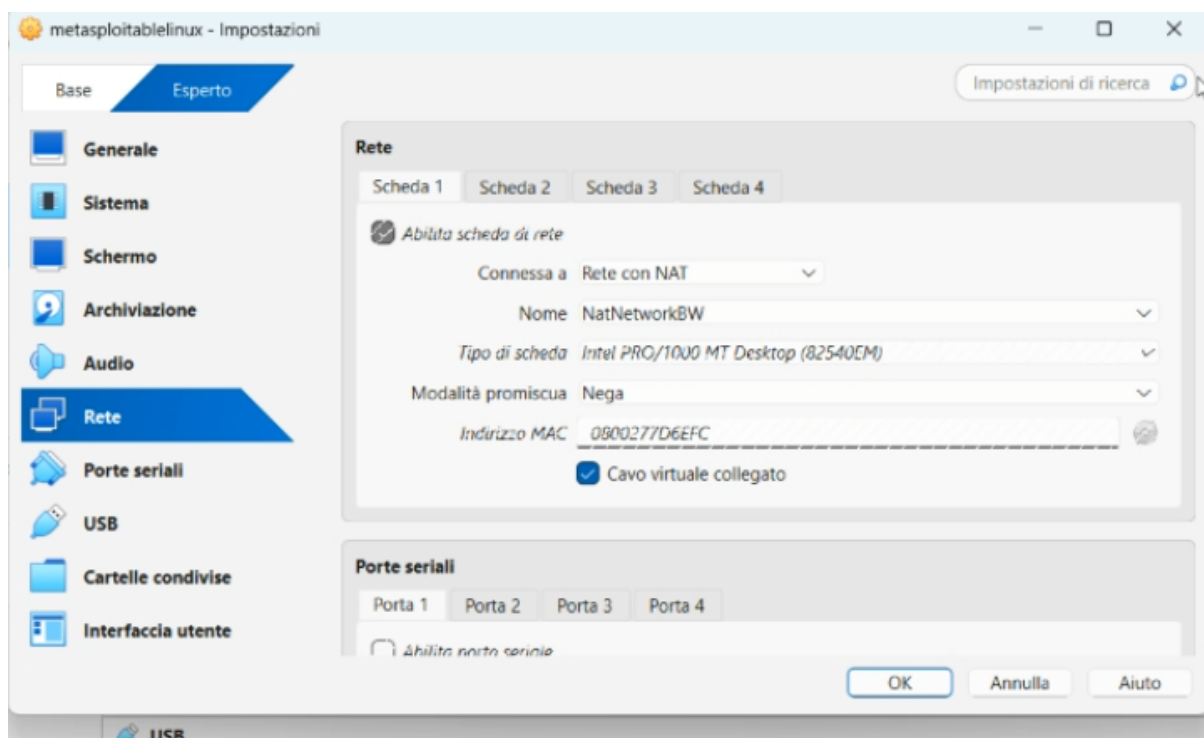 metasploitablelinux - Impostazioni
Base Esperto
Impostazioni di ricerca
Generale
Sistema
Schermo
Archiviazione
Audio
Rete
Porte seriali
USB
Cartelle condivise
Interfaccia utente
Rete
Scheda 1 Scheda 2 Scheda 3 Scheda 4
Abilita scheda di rete
Connessa a Rete con NAT
Nome NatNetworkBW
Tipo di scheda Intel PRO/1000 MT Desktop (82540EM)
Modalità promiscua Nega
Indirizzo MAC 0800277D6EFC
Cavo virtuale collegato
Porte seriali
Porta 1 Porta 2 Porta 3 Porta 4
Abilita porta seriale
OK Annulla Aiuto
USB